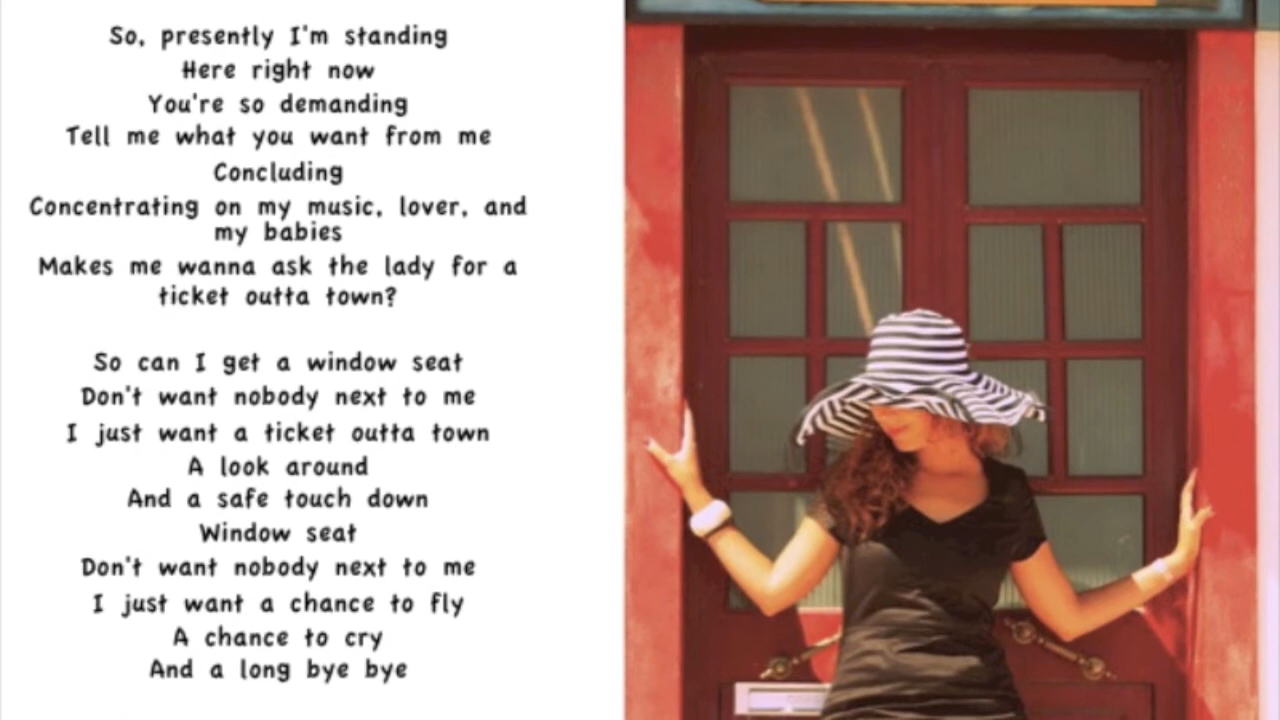 So, presently I'm standing
Here right now
You're so demanding
Tell me what you want from me
Concluding
Concentrating on my music, lover, and
my babies
Makes me wanna ask the lady for a
ticket outta town?
So can I get a window seat
Don't want nobody next to me
I just want a ticket outta town
A look around
And a safe touch down
Window seat
Don't want nobody next to me
I just want a chance to fly
A chance to cry
And a long bye bye